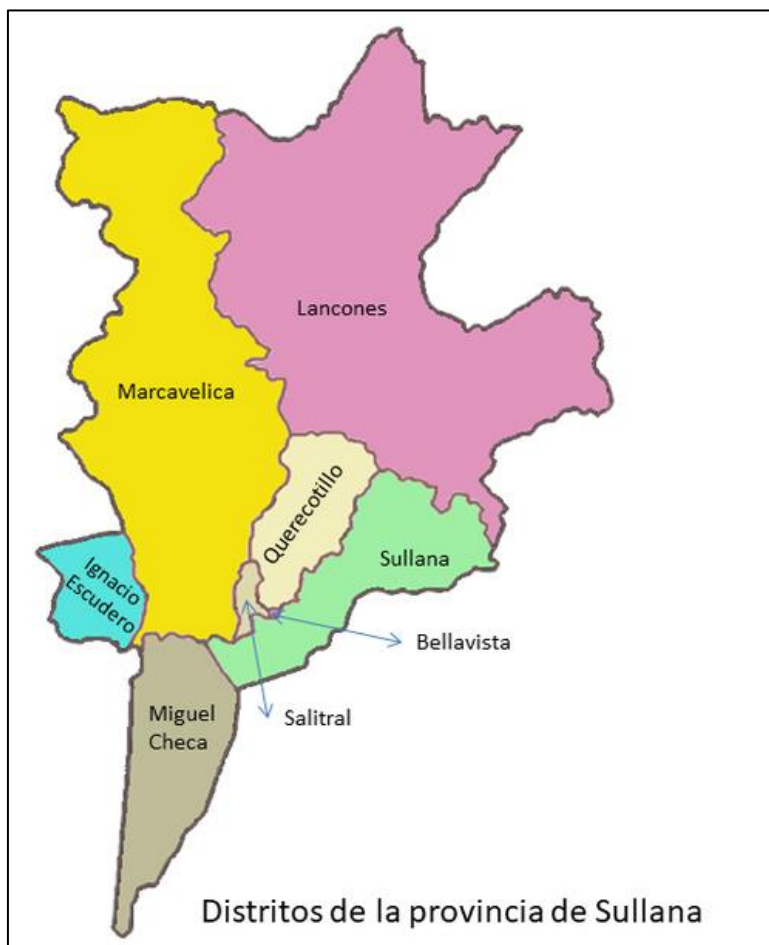 Lancones
Marcavelica
Querecotillo
Sullana
Ignacio
Escudero
Bellavista
Salitral
Miguel
Checa
Distritos de la provincia de Sullana